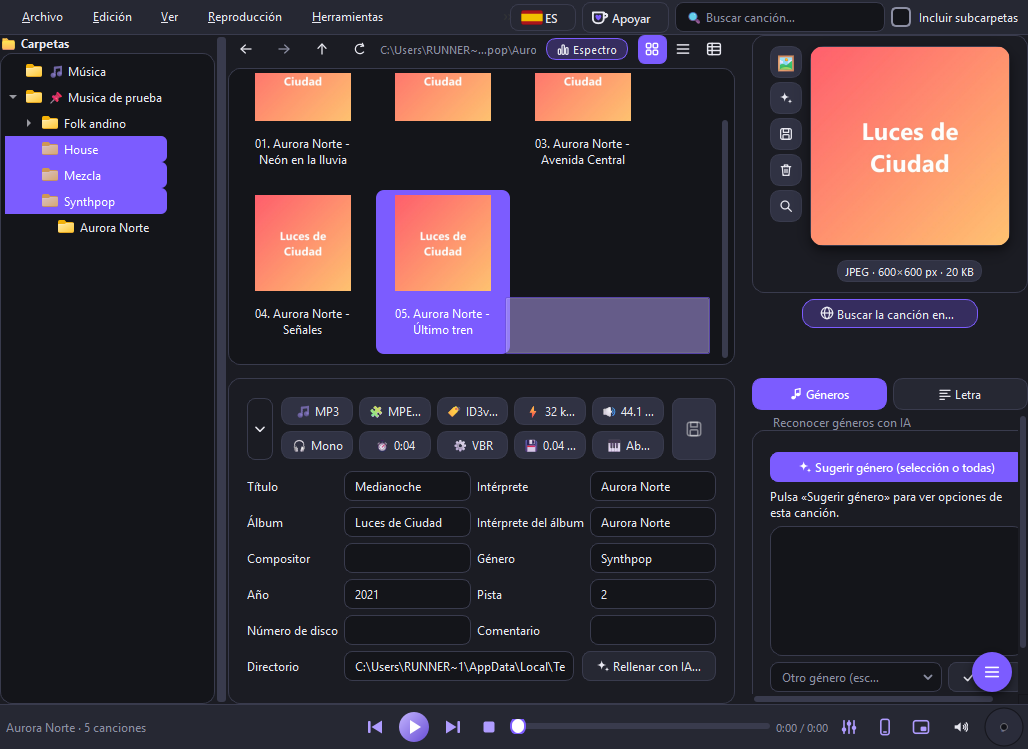 Archivo Edición Ver Reproducción Herramientas ES Apoyar Buscar canción... Incluir subcarpetas
Carpetas
C:\Users\RUNNER~...pop\Auro Espectro
Música
Musica de prueba
Folk andino
House
Mezcla
Synthpop
Aurora Norte
Ciudad
Ciudad
Ciudad
01. Aurora Norte -
Neón en la lluvia
03. Aurora Norte -
Avenida Central
Luces de
Ciudad
04. Aurora Norte -
Señales
Luces de
Ciudad
05. Aurora Norte -
Último tren
Luces de
Ciudad
JPEG · 600×600 px · 20 KB
Buscar la canción en...
MP3 MPE... ID3v... 32 k... 44.1 ...
Mono 0:04 VBR 0.04 ... Ab...
Título Medianoche Intérprete Aurora Norte
Álbum Luces de Ciudad Intérprete del álbum Aurora Norte
Compositor Género Synthpop
Año 2021 Pista 2
Número de disco Comentario
Directorio C:\Users\RUNNER~1\AppData\Local\Te Rellenar con IA...
Géneros Letra
Reconocer géneros con IA
Sugerir género (selección o todas)
Pulsa «Sugerir género» para ver opciones de
esta canción.
Otro género (esc...
Aurora Norte · 5 canciones 0:00 / 0:00